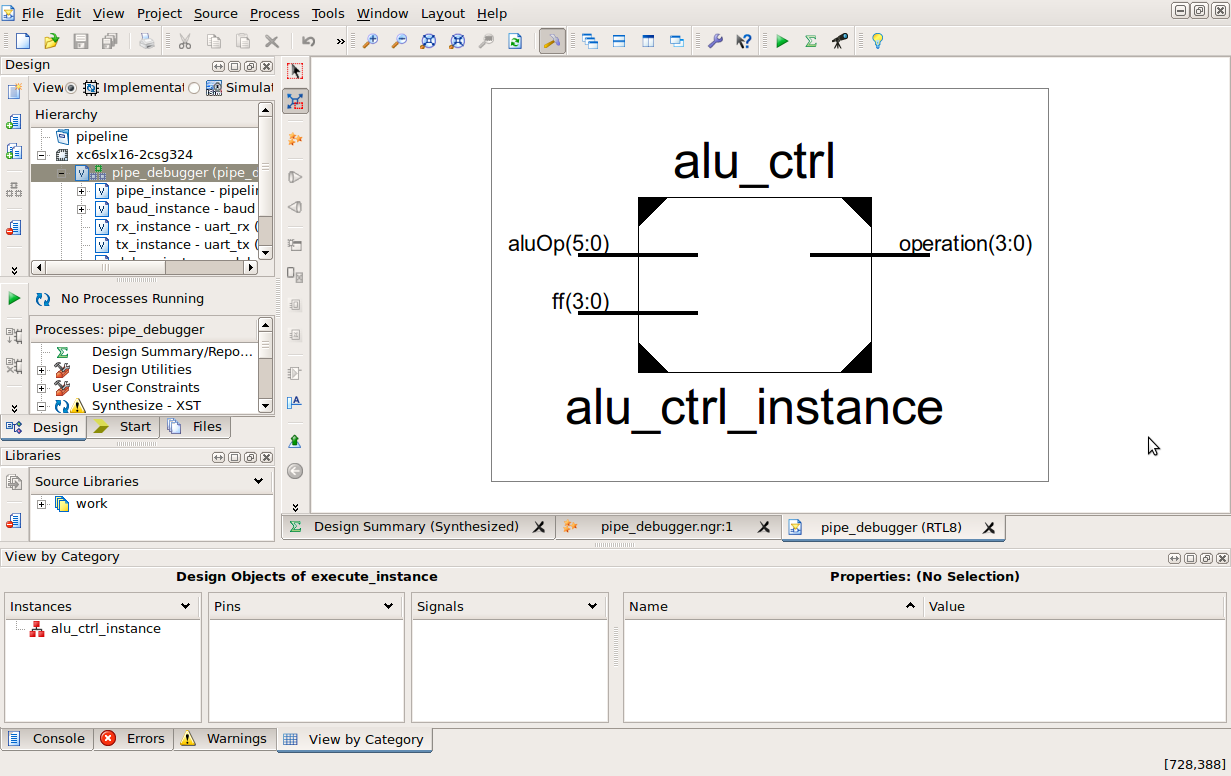 File Edit View Project Source Process Tools Window Layout Help
Design
View Implementat Simulat
Hierarchy
pipeline
xc6slx16-2csg324
pipe_debugger (pipe_d
pipe_instance - pipelin
baud_instance - baud
rx_instance - uart_rx (
tx_instance - uart_tx (
No Processes Running
Processes: pipe_debugger
Design Summary/Repo...
Design Utilities
User Constraints
Synthesize - XST
Design Start Files
Libraries
Source Libraries
work
alu_ctrl
aluOp(5:0)
operation(3:0)
ff(3:0)
alu_ctrl_instance
Design Summary (Synthesized) pipe_debugger.ngr:1 pipe_debugger (RTL8)
View by Category
Design Objects of execute_instance
Properties: (No Selection)
Instances Pins Signals Name Value
alu_ctrl_instance
Console Errors Warnings View by Category
[728,388]